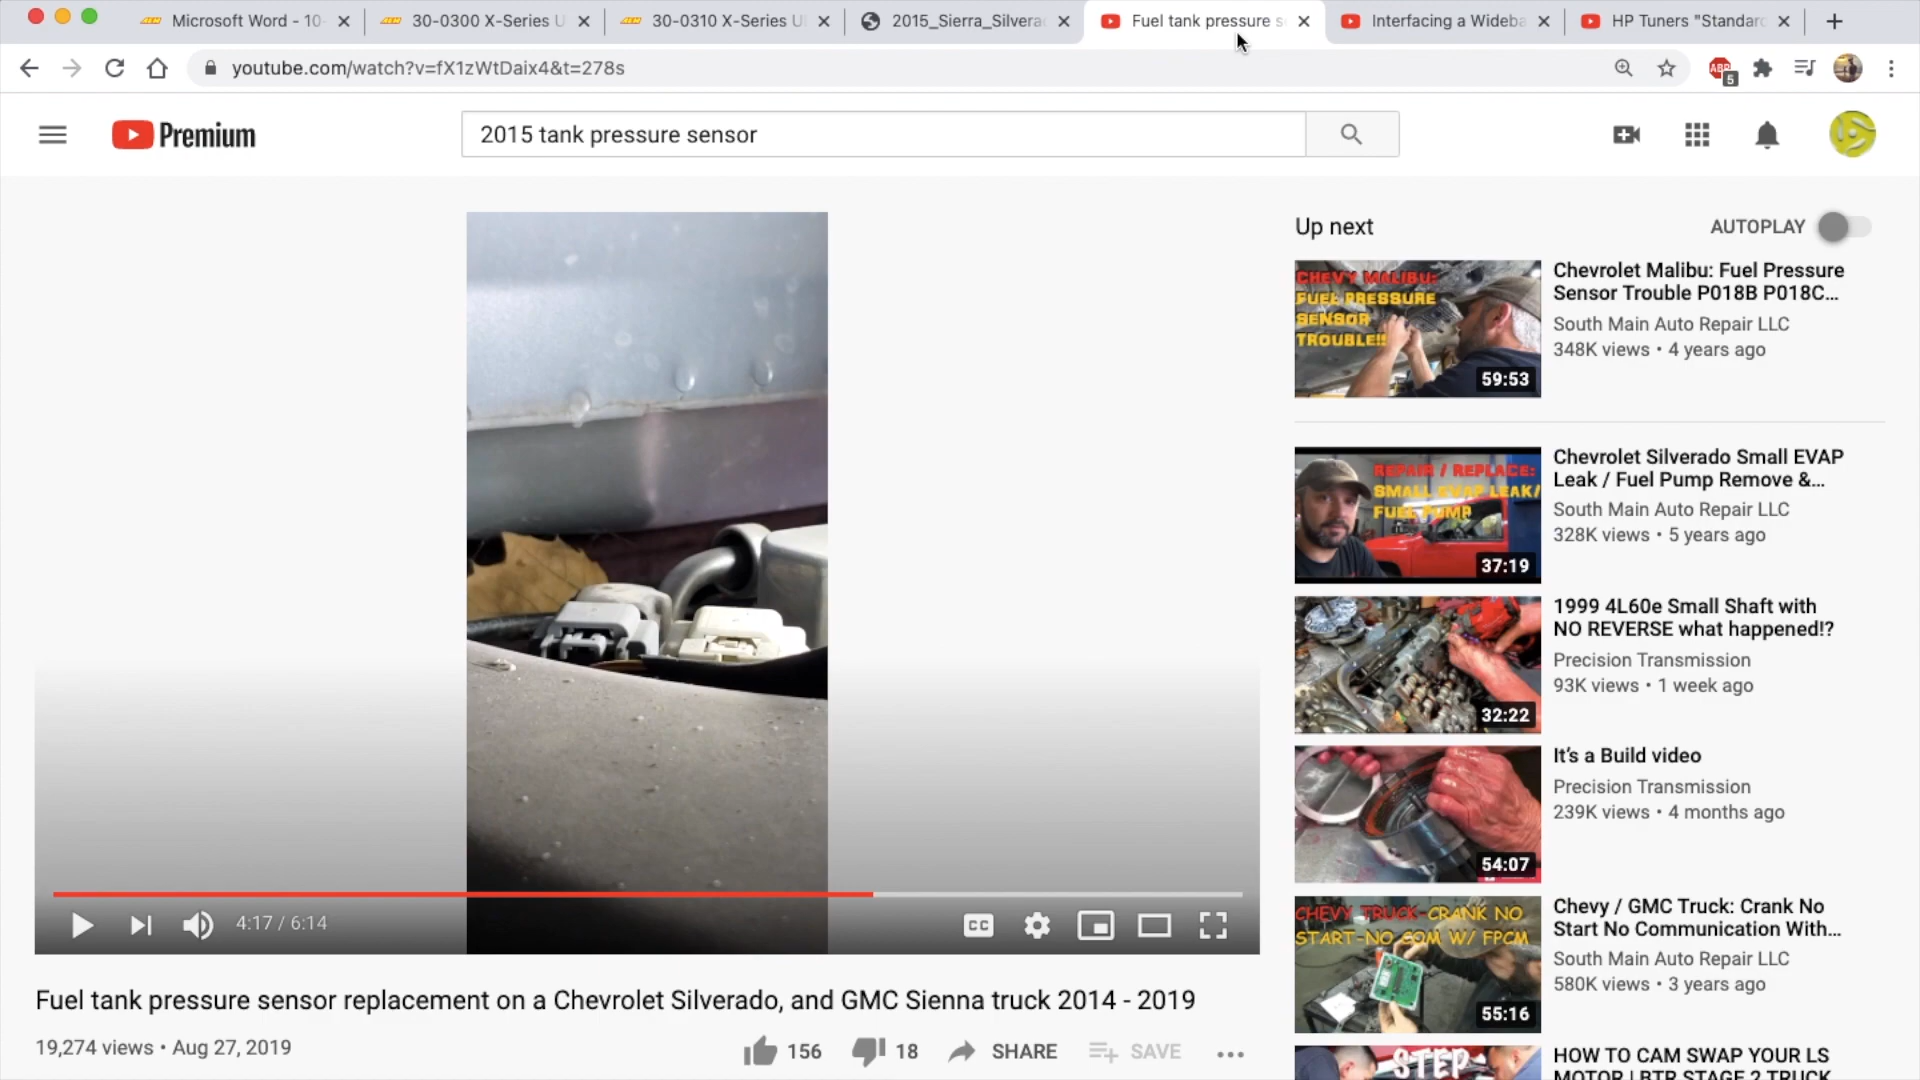 Microsoft Word - 10-
30-0300 X-Series U
30-0310 X-Series U
2015_Sierra_Silvera
Fuel tank pressure s
Interfacing a Wideba
HP Tuners "Standard
youtube.com/watch?v=fX1zWtDaix4&t=278s
ABP
5
Premium
2015 tank pressure sensor
Up next
AUTOPLAY
CHEVY MALIBU:
FUEL PRESSURE
SENSOR
TROUBLE!!
59:53
Chevrolet Malibu: Fuel Pressure
Sensor Trouble P018B P018C...
South Main Auto Repair LLC
348K views • 4 years ago
REPAIR / REPLACE:
SMALL EVAP LEAK/
FUEL PUMP
37:19
Chevrolet Silverado Small EVAP
Leak / Fuel Pump Remove &...
South Main Auto Repair LLC
328K views • 5 years ago
32:22
1999 4L60e Small Shaft with
NO REVERSE what happened!?
Precision Transmission
93K views • 1 week ago
54:07
It's a Build video
Precision Transmission
239K views • 4 months ago
CHEVY TRUCK-CRANK NO
START-NO COM W/ FPCM
55:16
Chevy / GMC Truck: Crank No
Start No Communication With...
South Main Auto Repair LLC
580K views • 3 years ago
STEP
HOW TO CAM SWAP YOUR LS
MOTOR | BTR STAGE 2 TRUCK
4:17 / 6:14
CC
Fuel tank pressure sensor replacement on a Chevrolet Silverado, and GMC Sienna truck 2014 - 2019
19,274 views • Aug 27, 2019
156
18
SHARE
SAVE